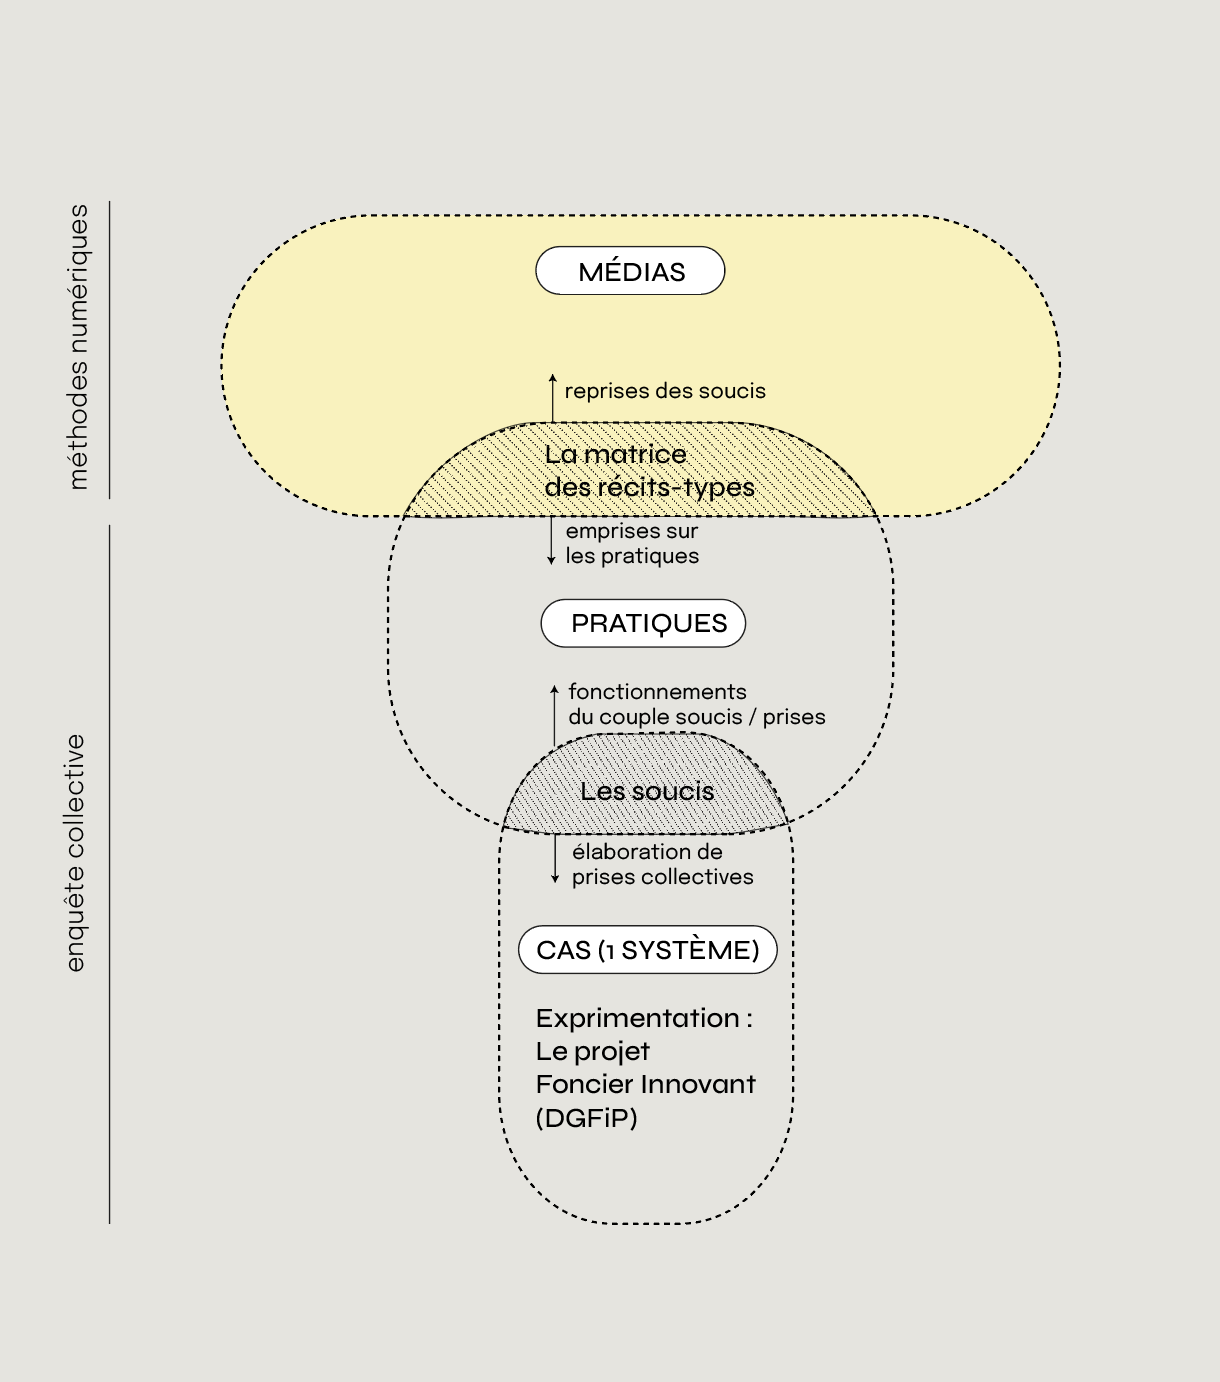 méthodes numériques
MÉDIAS
reprises des soucis
La matrice
des récits-types
emprises sur
les pratiques
PRATIQUES
fonctionnements
du couple soucis / prises
enquête collective
Les soucis
élaboration de
prises collectives
CAS (1 SYSTÈME)
Exprimentation :
Le projet
Foncier Innovant
(DGFiP)